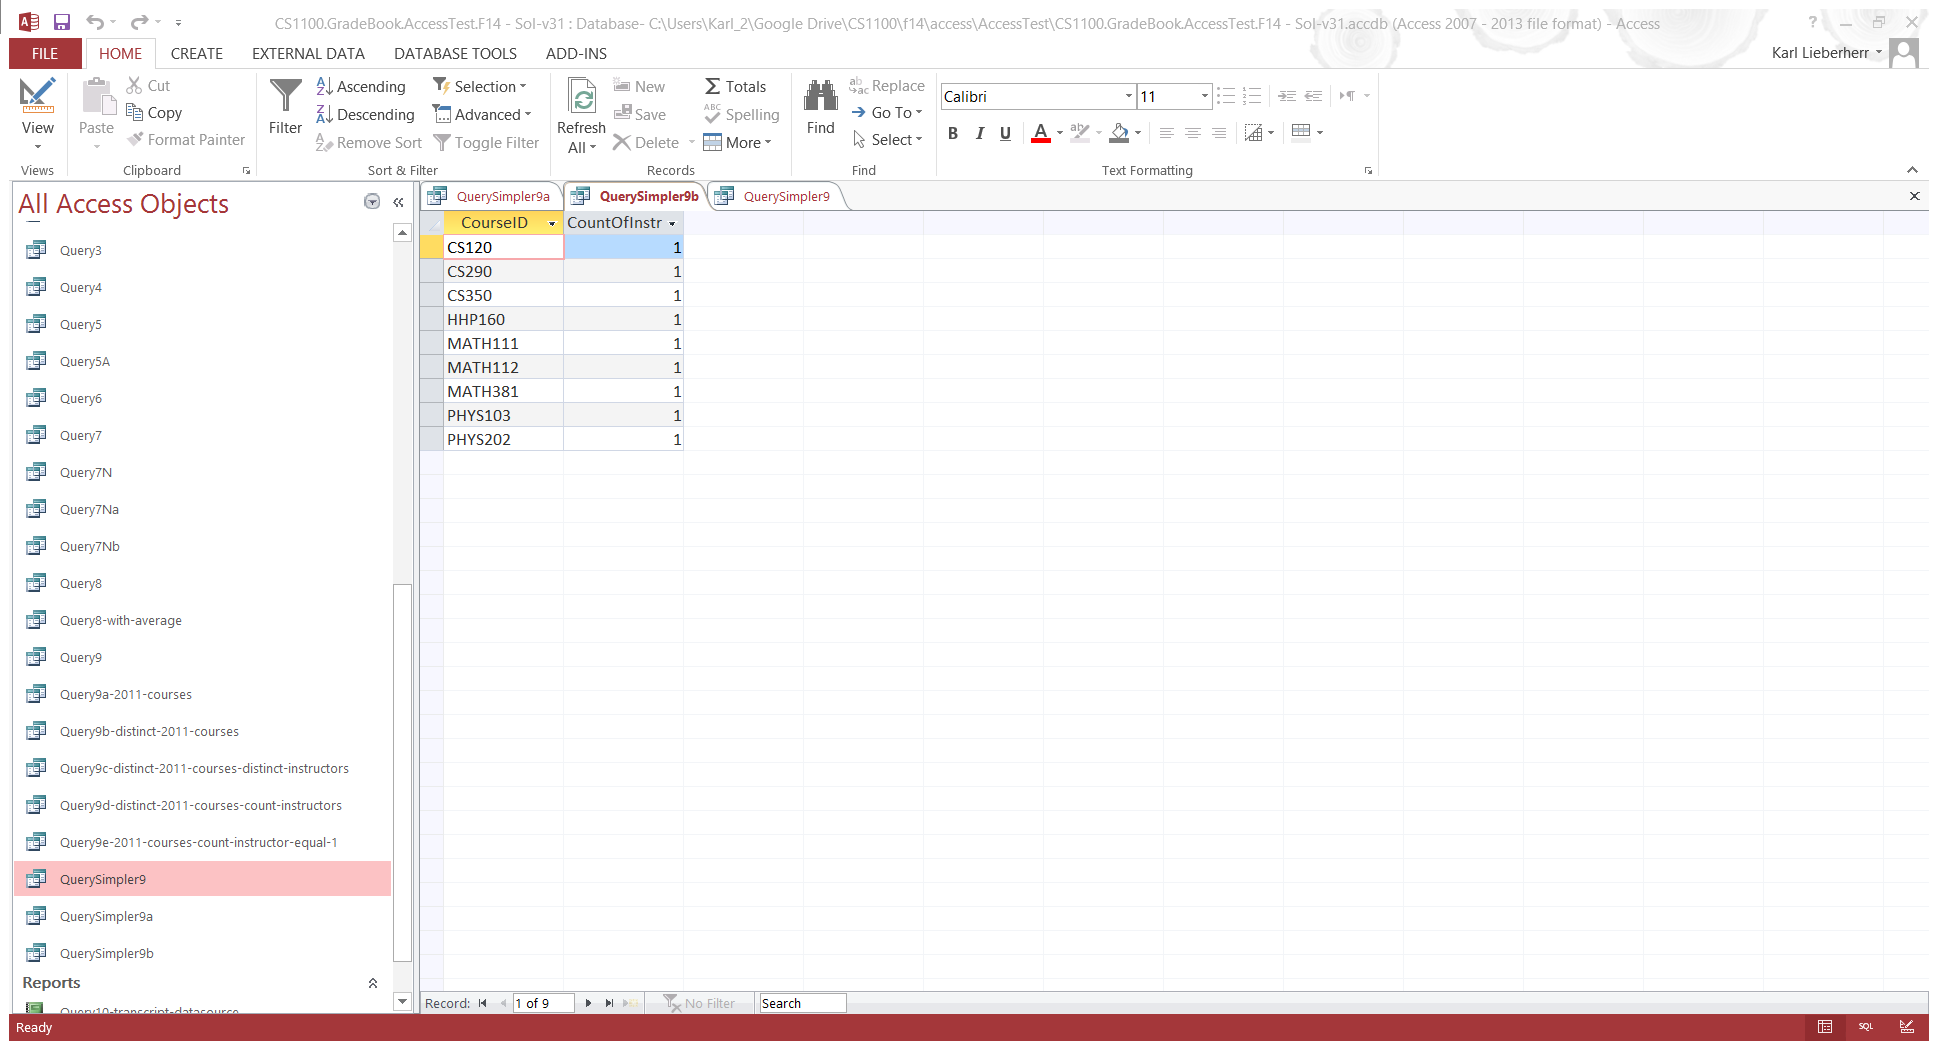 CS1100.GradeBook.AccessTest.F14 - Sol-v31 : Database- C:\Users\Karl_2\Google Drive\CS1100\f14\access\AccessTest\CS1100.GradeBook.AccessTest.F14 - Sol-v31.accdb (Access 2007 - 2013 file format) - Access
FILE HOME CREATE EXTERNAL DATA DATABASE TOOLS ADD-INS Karl Lieberherr
View
Views
Paste
Cut
Copy
Format Painter
Clipboard
Filter
Ascending
Descending
Remove Sort
Selection
Advanced
Toggle Filter
Sort & Filter
Refresh
All
New
Save
Delete
Totals
Spelling
More
Records
Find
Replace
Go To
Select
Find
Calibri 11
B I U A
Text Formatting
All Access Objects
Query3
Query4
Query5
Query5A
Query6
Query7
Query7N
Query7Na
Query7Nb
Query8
Query8-with-average
Query9
Query9a-2011-courses
Query9b-distinct-2011-courses
Query9c-distinct-2011-courses-distinct-instructors
Query9d-distinct-2011-courses-count-instructors
Query9e-2011-courses-count-instructor-equal-1
QuerySimpler9
QuerySimpler9a
QuerySimpler9b
Reports
Query10-transcript-datasource
QuerySimpler9a QuerySimpler9b QuerySimpler9
CourseID CountOfInstr
CS120 1
CS290 1
CS350 1
HHP160 1
MATH111 1
MATH112 1
MATH381 1
PHYS103 1
PHYS202 1
Record: 1 of 9 No Filter Search
Ready SQL